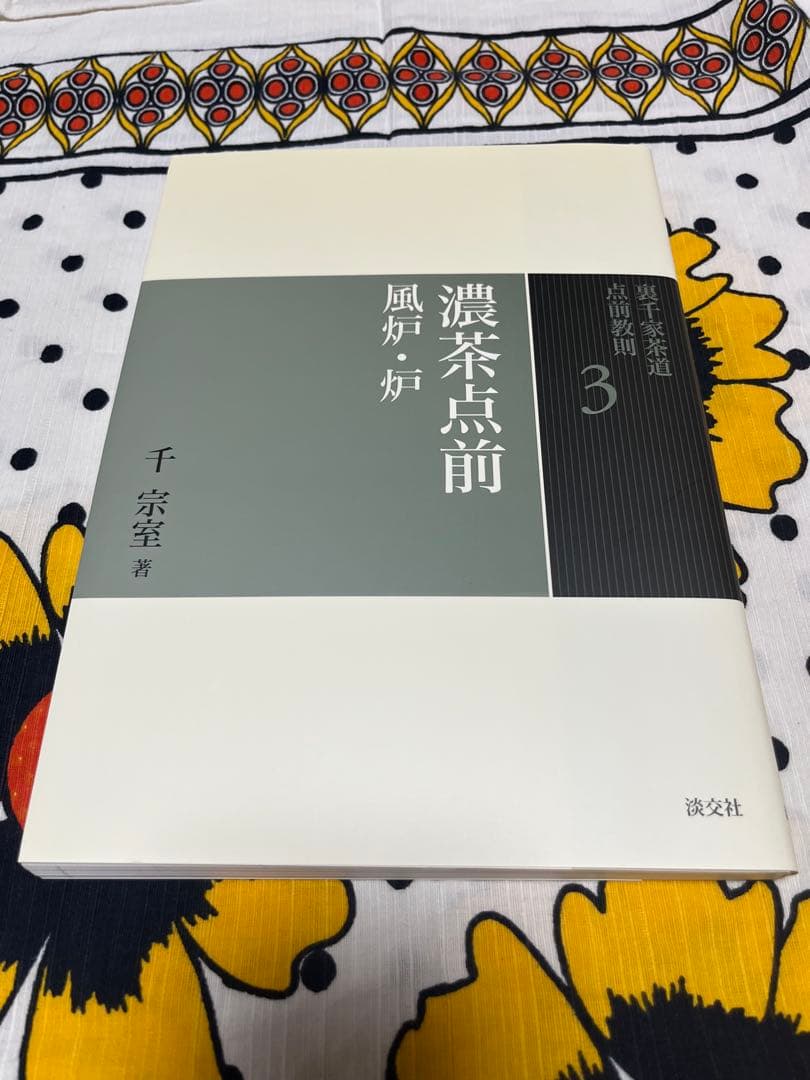 裏千家茶道
点前教則
3
濃茶点前
風炉・炉
千 宗室 著
淡交社